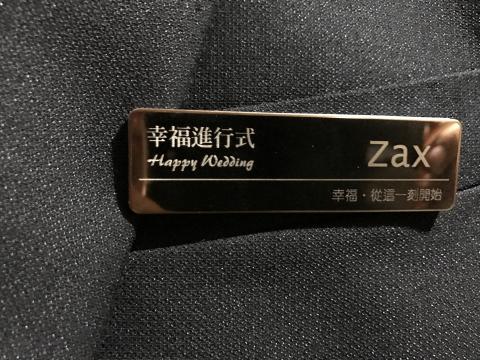 幸福進行式
Happy Wedding
Zax
幸福・從這一刻開始